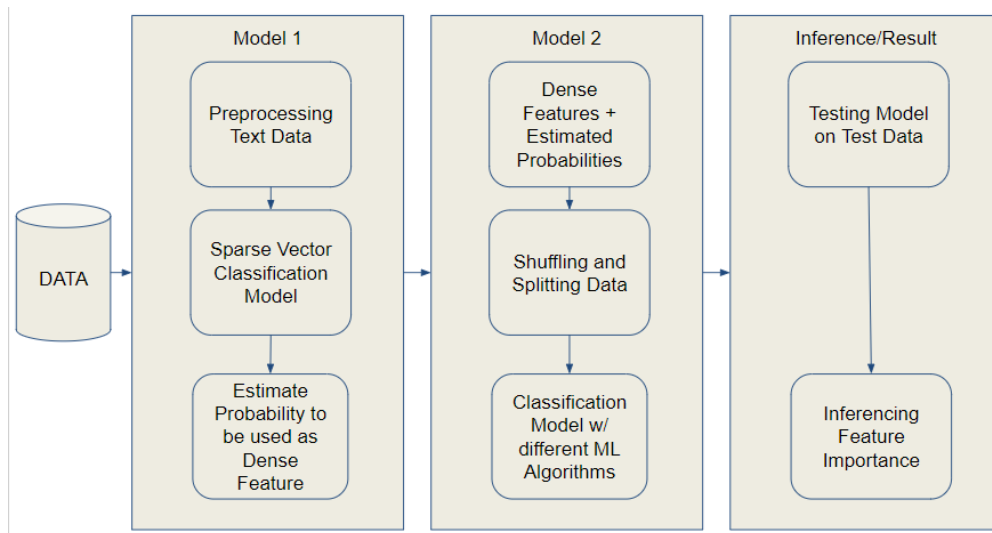 DATA
Model 1
Preprocessing
Text Data
Sparse Vector
Classification
Model
Estimate
Probability to
be used as
Dense
Feature
Model 2
Dense
Features +
Estimated
Probabilities
Shuffling and
Splitting Data
Classification
Model w/
different ML
Algorithms
Inference/Result
Testing Model
on Test Data
Inferencing
Feature
Importance